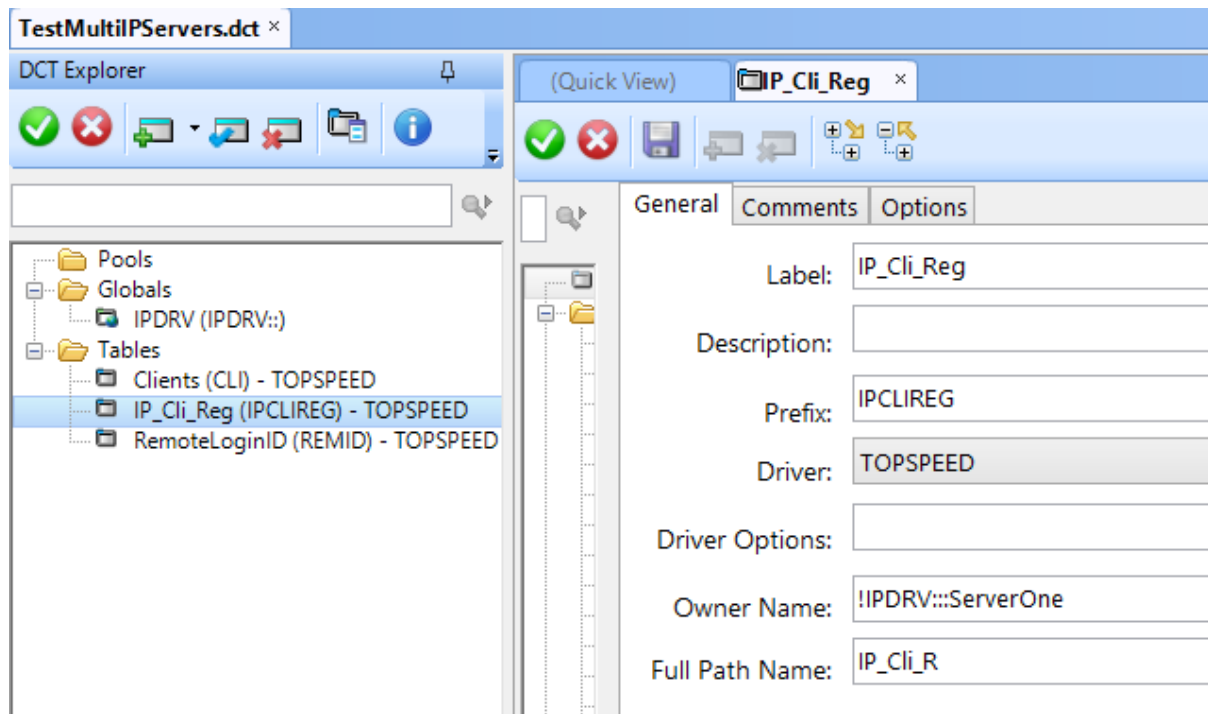 TestMultiIPServers.dct ×
DCT Explorer
Pools
Globals
IPDRV (IPDRV::)
Tables
Clients (CLI) - TOPSPEED
IP_Cli_Reg (IPCLIREG) - TOPSPEED
RemoteLoginID (REMID) - TOPSPEED
(Quick View)
IP_Cli_Reg ×
General Comments Options
Label: IP_Cli_Reg
Description:
Prefix: IPCLIREG
Driver: TOPSPEED
Driver Options:
Owner Name: !IPDRV:::ServerOne
Full Path Name: IP_Cli_R